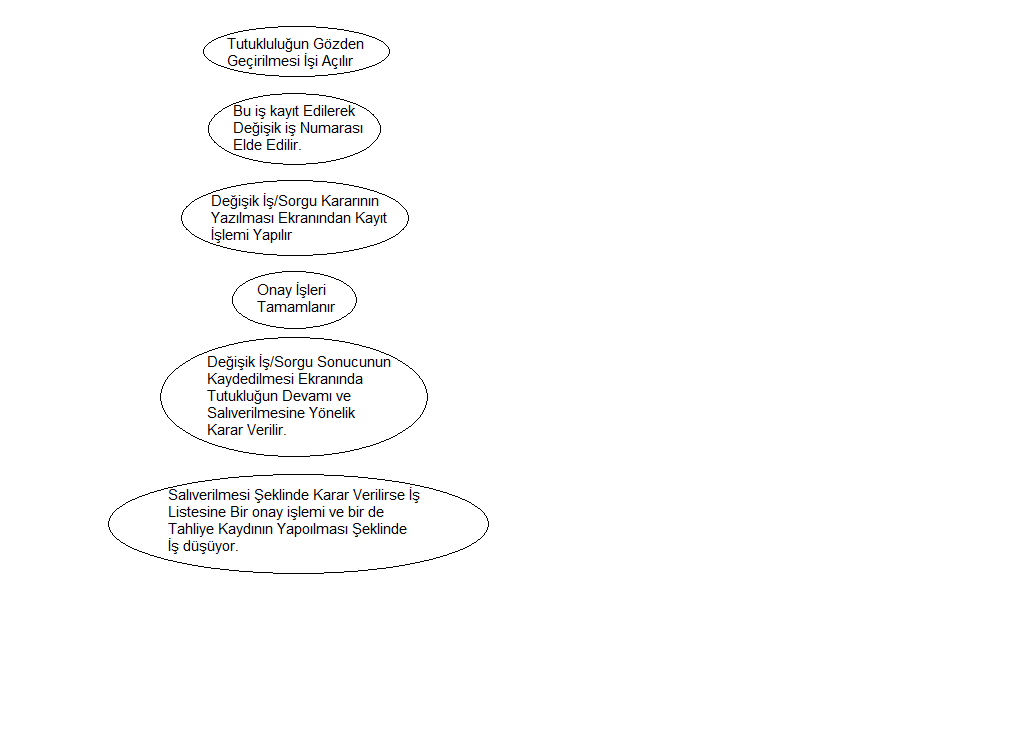 Tutukluluğun Gözden
Geçirilmesi İşi Açılır
Bu iş kayıt Edilerek
Değişik iş Numarası
Elde Edilir.
Değişik İş/Sorgu Kararının
Yazılması Ekranından Kayıt
İşlemi Yapılır
Onay İşleri
Tamamlanır
Değişik İş/Sorgu Sonucunun
Kaydedilmesi Ekranında
Tutukluğun Devamı ve
Salıverilmesine Yönelik
Karar Verilir.
Salıverilmesi Şeklinde Karar Verilirse İş
Listesine Bir onay işlemi ve bir de
Tahliye Kaydının Yapoılması Şeklinde
İş düşüyor.